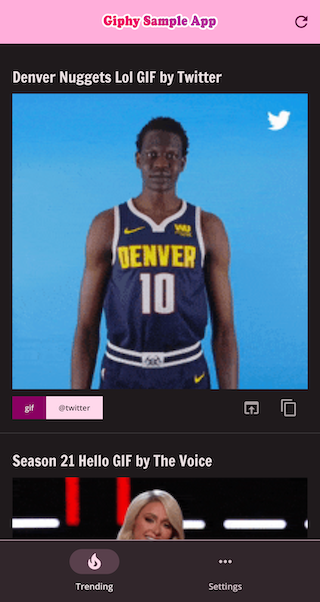 Giphy Sample App
Denver Nuggets Lol GIF by Twitter
WU
DENVER
10
gif
@twitter
Season 21 Hello GIF by The Voice
Trending
Settings